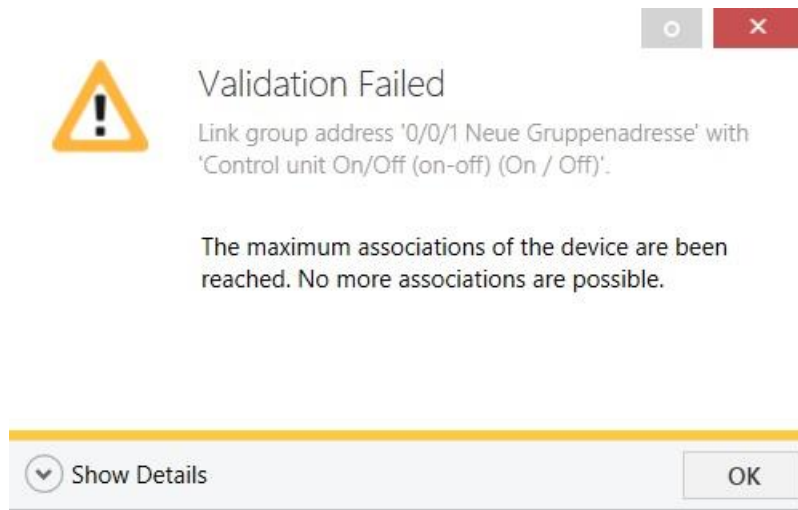 Validation Failed
Link group address '0/0/1 Neue Gruppenadresse' with
'Control unit On/Off (on-off) (On / Off)'.
The maximum associations of the device are been
reached. No more associations are possible.
Show Details
OK